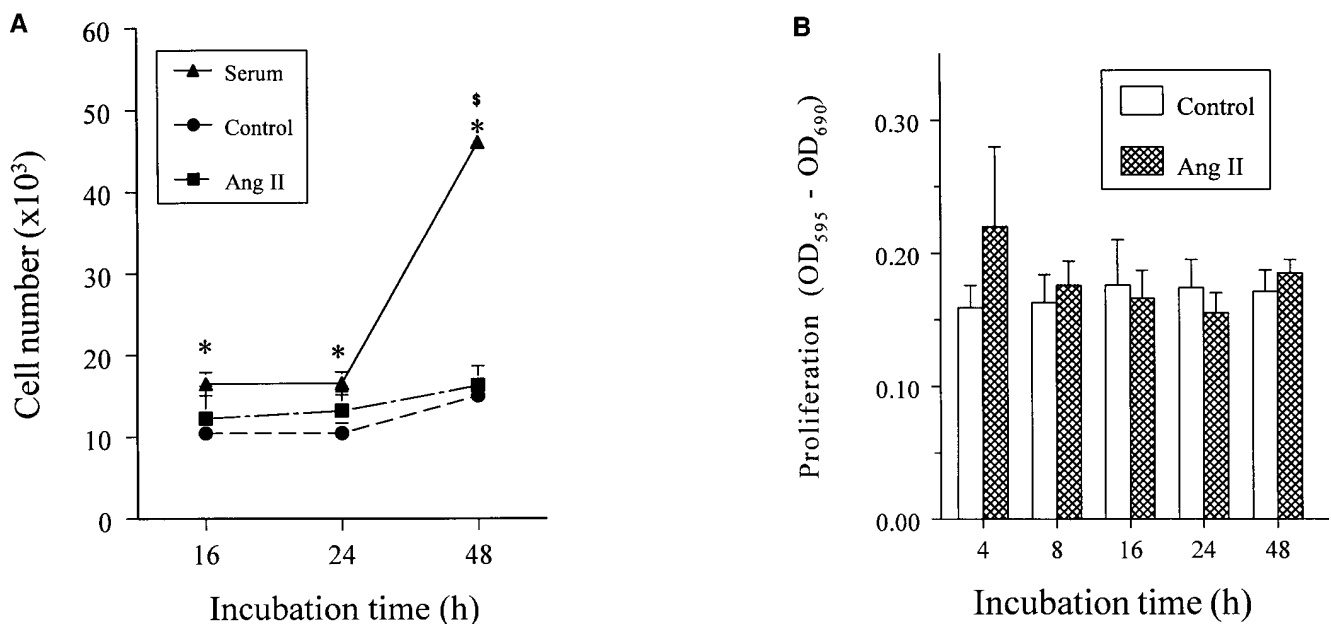 A
60
50
40
30
20
10
0
Cell number (x10³)
Serum
Control
Ang II
*
*
$
*
16 24 48
Incubation time (h)
B
0.30
0.20
0.10
0.00
Proliferation (OD₅₉₅ - OD₆₉₀)
Control
Ang II
4 8 16 24 48
Incubation time (h)